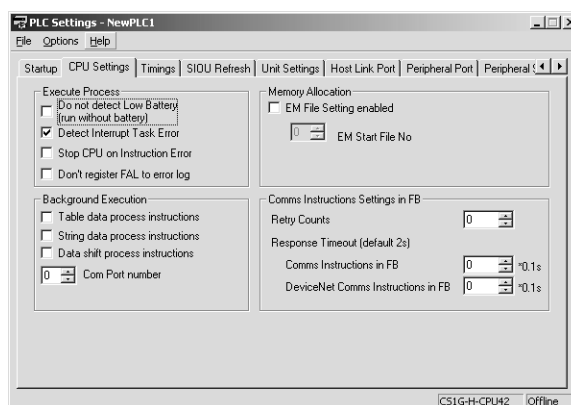 PLC Settings - NewPLC1
File Options Help
Startup CPU Settings Timings SIOU Refresh Unit Settings Host Link Port Peripheral Port Peripheral
Execute Process
Do not detect Low Battery
(run without battery)
Detect Interrupt Task Error
Stop CPU on Instruction Error
Don't register FAL to error log
Memory Allocation
EM File Setting enabled
0 EM Start File No
Background Execution
Table data process instructions
String data process instructions
Data shift process instructions
0 Com Port number
Comms Instructions Settings in FB
Retry Counts 0
Response Timeout (default 2s)
Comms Instructions in FB 0 *0.1s
DeviceNet Comms Instructions in FB 0 *0.1s
CS1G-H-CPU42 Offline